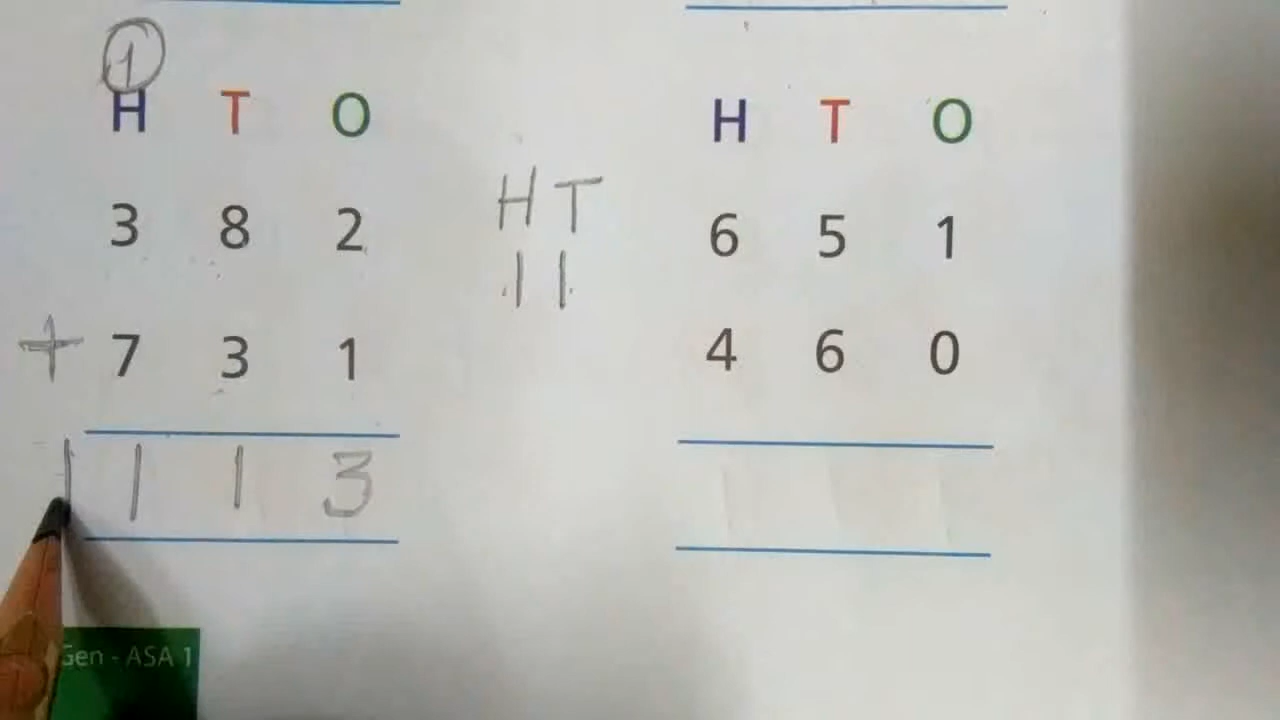 1
H T O
3 8 2
+ 7 3 1
1 1 1 3
H T
1 1
H T O
6 5 1
4 6 0
Gen - ASA 1